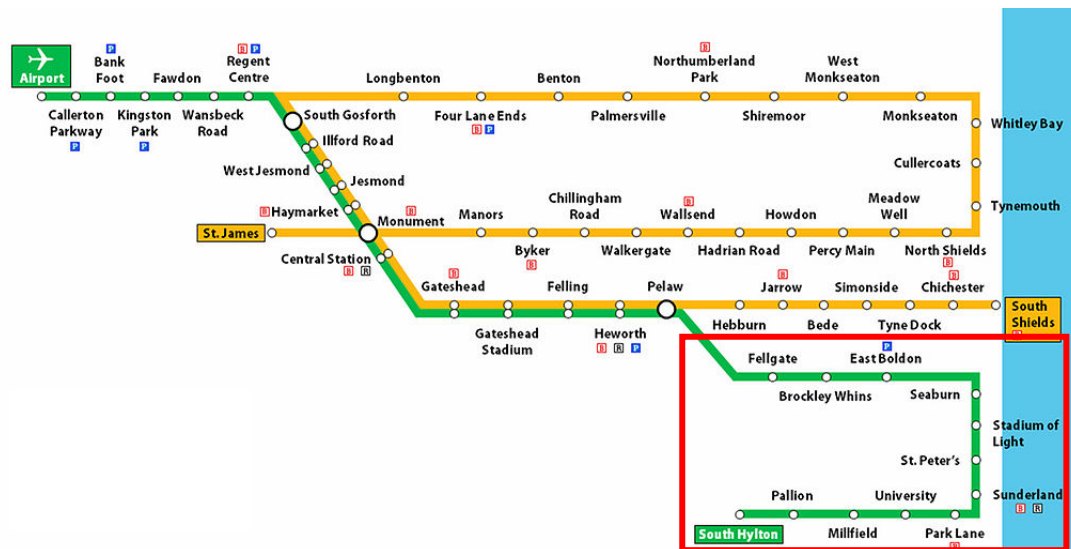 Airport
P
Bank
Foot
Fawdon
B P
Regent
Centre
Callerton
Parkway
P
Kingston
Park
P
Wansbeck
Road
Longbenton
Four Lane Ends
B P
Benton
Palmersville
B
Northumberland
Park
Shiremoor
West
Monkseaton
Monkseaton
Whitley Bay
Cullercoats
Tynemouth
South Gosforth
Illford Road
West Jesmond
Jesmond
B Haymarket
St. James
B
Monument
Manors
Byker
B
Chillingham
Road
Walkergate
B
Wallsend
Hadrian Road
Howdon
Percy Main
Meadow
Well
North Shields
B
Central Station
B R
B
Gateshead
Gateshead
Stadium
Felling
Heworth
B R P
Pelaw
Hebburn
B
Jarrow
Bede
Simonside
Tyne Dock
P
B
Chichester
South
Shields
B
Fellgate
Brockley Whins
East Boldon
Seaburn
Stadium of
Light
St. Peter's
Sunderland
B R
Park Lane
B
University
Millfield
Pallion
South Hylton